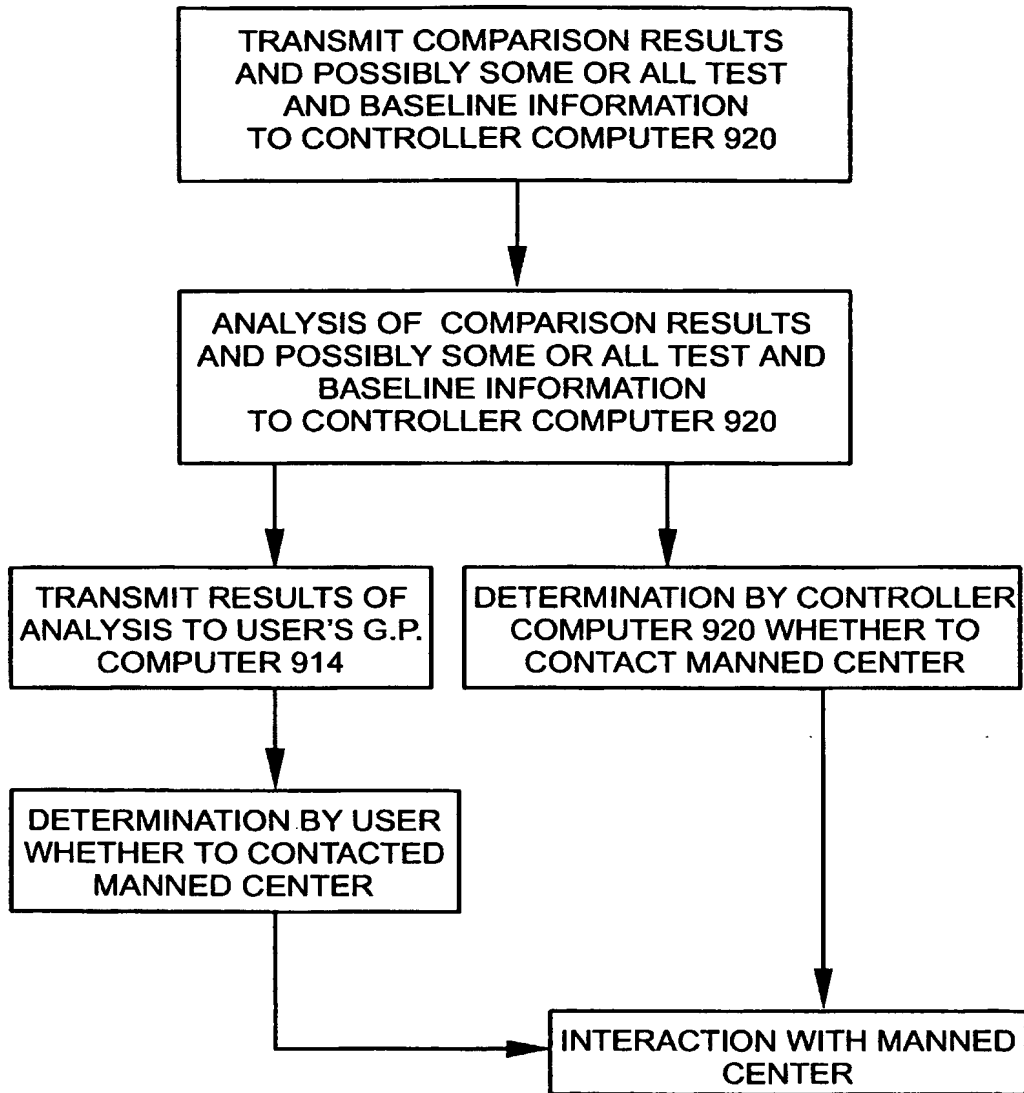 TRANSMIT COMPARISON RESULTS
AND POSSIBLY SOME OR ALL TEST
AND BASELINE INFORMATION
TO CONTROLLER COMPUTER 920
ANALYSIS OF COMPARISON RESULTS
AND POSSIBLY SOME OR ALL TEST AND
BASELINE INFORMATION
TO CONTROLLER COMPUTER 920
TRANSMIT RESULTS OF
ANALYSIS TO USER'S G.P.
COMPUTER 914
DETERMINATION BY CONTROLLER
COMPUTER 920 WHETHER TO
CONTACT MANNED CENTER
DETERMINATION BY USER
WHETHER TO CONTACTED
MANNED CENTER
INTERACTION WITH MANNED
CENTER